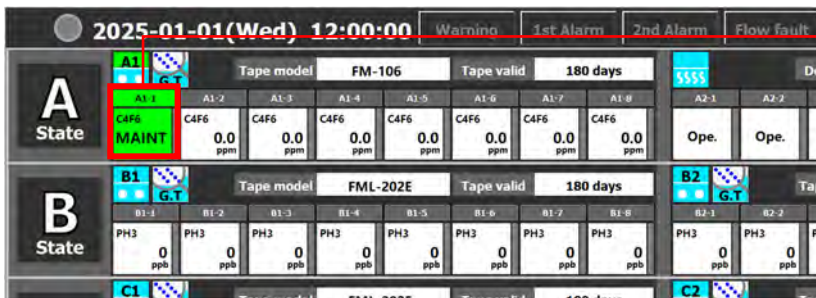 2025-01-01(Wed) 12:00:00 Warning 1st Alarm 2nd Alarm Flow fault
A State
A1 G.T Tape model FM-106 Tape valid 180 days
A1-1 A1-2 A1-3 A1-4 A1-5 A1-6 A1-7 A1-8 A2-1 A2-2
C4F6 C4F6 C4F6 C4F6 C4F6 C4F6 C4F6 C4F6
MAINT 0.0 0.0 0.0 0.0 0.0 0.0 0.0 Ope. Ope.
ppm ppm ppm ppm ppm ppm ppm
B State
B1 G.T Tape model FML-202E Tape valid 180 days B2 G.T
B1-1 B1-2 B1-3 B1-4 B1-5 B1-6 B1-7 B1-8 B2-1 B2-2
PH3 PH3 PH3 PH3 PH3 PH3 PH3 PH3 PH3 PH3
0 0 0 0 0 0 0 0 0 0
ppb ppb ppb ppb ppb ppb ppb ppb ppb ppb
C1 C2